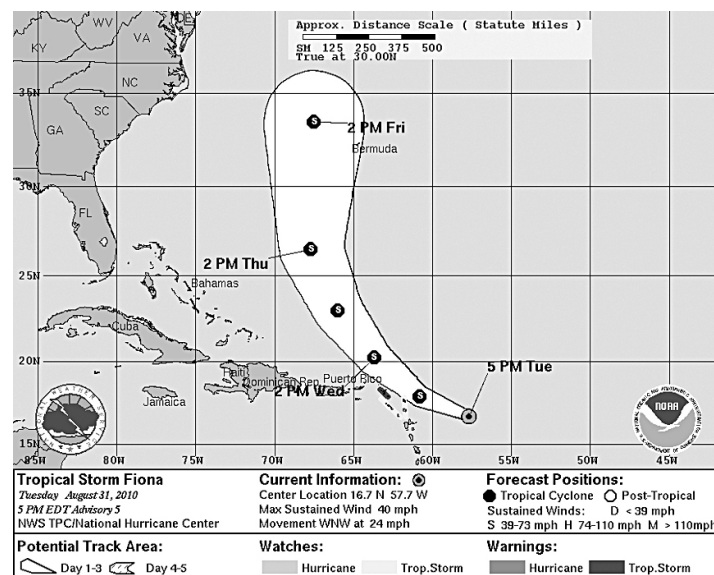 Approx. Distance Scale ( Statute Miles )
SM 125 250 375 500
True at 30.00N
WV
DE
KY
VA
NC
35N
SC
GA
2 PM Fri
Bermuda
30N
FL
2 PM Thu
25N
Bahamas
Cuba
20N
5 PM Tue
Haiti
Dominican Rep
Puerto Rico
2 PM Wed
Jamaica
NOAA
15N
85W 80W 75W 70W 65W 60W 55W 50W 45W
Tropical Storm Fiona
Tuesday August 31, 2010
5 PM EDT Advisory 5
NWS TPC/National Hurricane Center
Current Information:
Center Location 16.7 N 57.7 W
Max Sustained Wind 40 mph
Movement WNW at 24 mph
Forecast Positions:
Tropical Cyclone Post-Tropical
Sustained Winds: D < 39 mph
S 39-73 mph H 74-110 mph M > 110mph
Potential Track Area:
Day 1-3 Day 4-5
Watches:
Hurricane Trop.Storm
Warnings:
Hurricane Trop.Storm